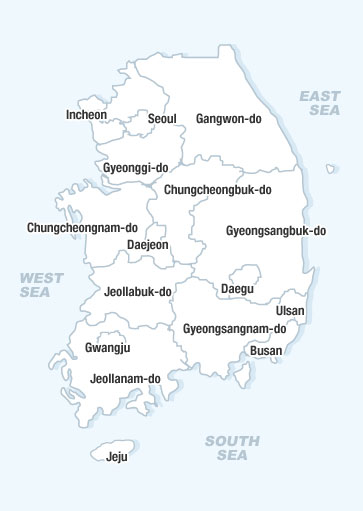 EAST
SEA
Incheon
Seoul
Gangwon-do
Gyeonggi-do
Chungcheongbuk-do
Chungcheongnam-do
Gyeongsangbuk-do
Daejeon
WEST
SEA
Jeollabuk-do
Daegu
Ulsan
Gyeongsangnam-do
Gwangju
Busan
Jeollanam-do
SOUTH
SEA
Jeju